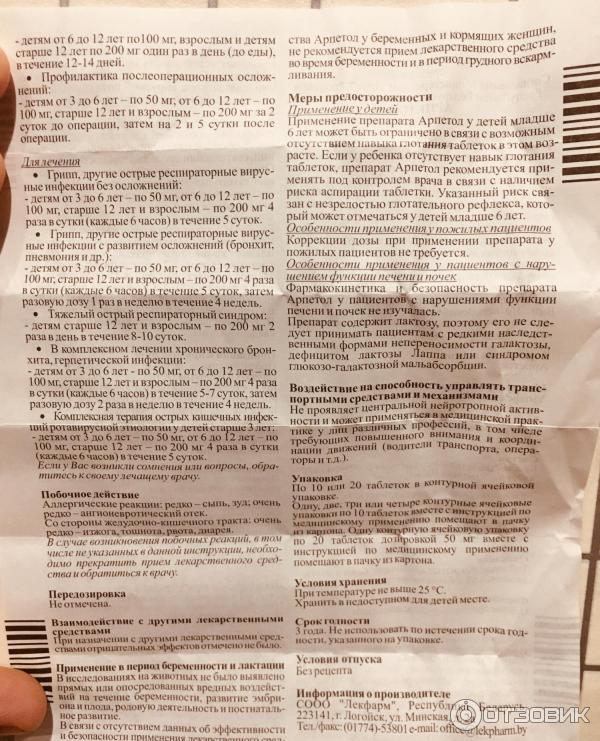 - детям от 6 до 12 лет по100 мг, взрослым и детям
старше 12 лет по 200 мг один раз в день (до еды),
в течение 12-14 дней.
• Профилактика послеоперационных ослож-
нений:
- детям от 3 до 6 лет – по 50 мг, от 6 до 12 лет – по
100 мг, старше 12 лет и взрослым – по 200 мг за 2
суток до операции, затем на 2 и 5 сутки после
операции.
Для лечения
• Грипп, другие острые респираторные вирус-
ные инфекции без осложнений:
- детям от 3 до 6 лет – по 50 мг, от 6 до 12 лет – по
100 мг, старше 12 лет и взрослым – по 200 мг 4
раза в сутки (каждые 6 часов) в течение 5 суток.
• Грипп, другие острые респираторные вирус-
ные инфекции с развитием осложнений (бронхит,
пневмония и др.):
- детям от 3 до 6 лет – по 50 мг, от 6 до 12 лет – по
100 мг, старше 12 лет и взрослым – по 200 мг 4 раза
в сутки (каждые 6 часов) в течение 5 суток, затем
разовую дозу 1 раз в неделю в течение 4 недель.
• Тяжелый острый респираторный синдром:
- детям старше 12 лет и взрослым – по 200 мг 2
раза в день в течение 8-10 суток.
• В комплексном лечении хронического брон-
хита, герпетической инфекции:
- детям от 3 до 6 лет – по 50 мг, от 6 до 12 лет – по
100 мг, старше 12 лет и взрослым – по 200 мг 4 раза
в сутки (каждые 6 часов) в течение 5-7 суток, затем
разовую дозу 2 раза в неделю в течение 4 недель.
• Комплексная терапия острых кишечных инфек-
ций ротавирусной этиологии у детей старше 3 лет:
- детям от 3 до 6 лет – по 50 мг, от 6 до 12 лет – по
100 мг, старше 12 лет – по 200 мг 4 раза в сутки
(каждые 6 часов) в течение 5 суток.
Если у Вас возникли сомнения или вопросы, обра-
титесь к своему лечащему врачу.
Побочное действие
Аллергические реакции: редко – сыпь, зуд; очень
редко – ангионевротический отек.
Со стороны желудочно-кишечного тракта: очень
редко – изжога, тошнота, рвота, диарея.
В случае возникновения побочных реакций, в том
числе не указанных в данной инструкции, необхо-
димо прекратить прием лекарственного сред-
ства и обратиться к врачу.
Передозировка
Не отмечена.
Взаимодействие с другими лекарственными
средствами
При назначении с другими лекарственными сред-
ствами отрицательных эффектов отмечено не было.
Применение в период беременности и лактации
В исследованиях на животных не было выявлено
прямых или опосредованных вредных воздейст-
вий на течение беременности, развитие эмбри-
она и плода, родовую деятельность и постналь-
ное развитие.
В связи с отсутствием данных об эффективности
и безопасности применения лекарственного сред-
ства Арпетол у беременных и кормящих женщин,
не рекомендуется прием лекарственного средства
во время беременности и в период грудного вскарм-
ливания.
Меры предосторожности
Применение у детей
Применение препарата Арпетол у детей младше
6 лет может быть ограничено в связи с возможным
отсутствием навыка глотания таблеток в этом воз-
расте. Если у ребенка отсутствует навык глотания
таблеток, препарат Арпетол рекомендуется при-
менять под контролем врача в связи с наличием
риска аспирации таблетки. Указанный риск свя-
зан с незрелостью глотательного рефлекса, кото-
рый может отмечаться у детей младше 6 лет.
Особенности применения у пожилых пациентов
Коррекции дозы при применении препарата у
пожилых пациентов не требуется.
Особенности применения у пациентов с нару-
шением функции печени и почек
Фармакокинетика и безопасность препарата
Арпетол у пациентов с нарушениями функции
печени и почек не изучалась.
Препарат содержит лактозу, поэтому его не сле-
дует принимать пациентам с редкими наследст-
венными формами непереносимости галактозы,
дефицитом лактозы Лаппа или синдромом
глюкозо-галактозной мальабсорбции.
Воздействие на способность управлять транс-
портными средствами и механизмами
Не проявляет центральной нейротропной актив-
ности и может применяться в медицинской прак-
тике у лиц различных профессий, в том числе
требующих повышенного внимания и коорди-
нации движений (водители транспорта, опера-
торы и т.д.).
Упаковка
По 10 или 20 таблеток в контурной ячейковой
упаковке.
Одну, две, три или четыре контурные ячейковые
упаковки по 10 таблеток вместе с инструкцией по
медицинскому применению помещают в пачку
из картона. Одну контурную ячейковую упаковку
по 20 таблеток дозировкой 50 мг вместе с
инструкцией по медицинскому применению
помещают в пачку из картона.
Условия хранения
При температуре не выше 25 °С.
Хранить в недоступном для детей месте.
Срок годности
3 года. Не использовать по истечении срока год-
ности, указанного на упаковке.
Условия отпуска
Без рецепта
Информация о производителе
СООО "Лекфарм", Республика Беларусь,
223141, г. Логойск, ул. Минская,
Тел./факс: (01774)-53801 e-mail: office@lekpharm.by
ОТЗОВИК